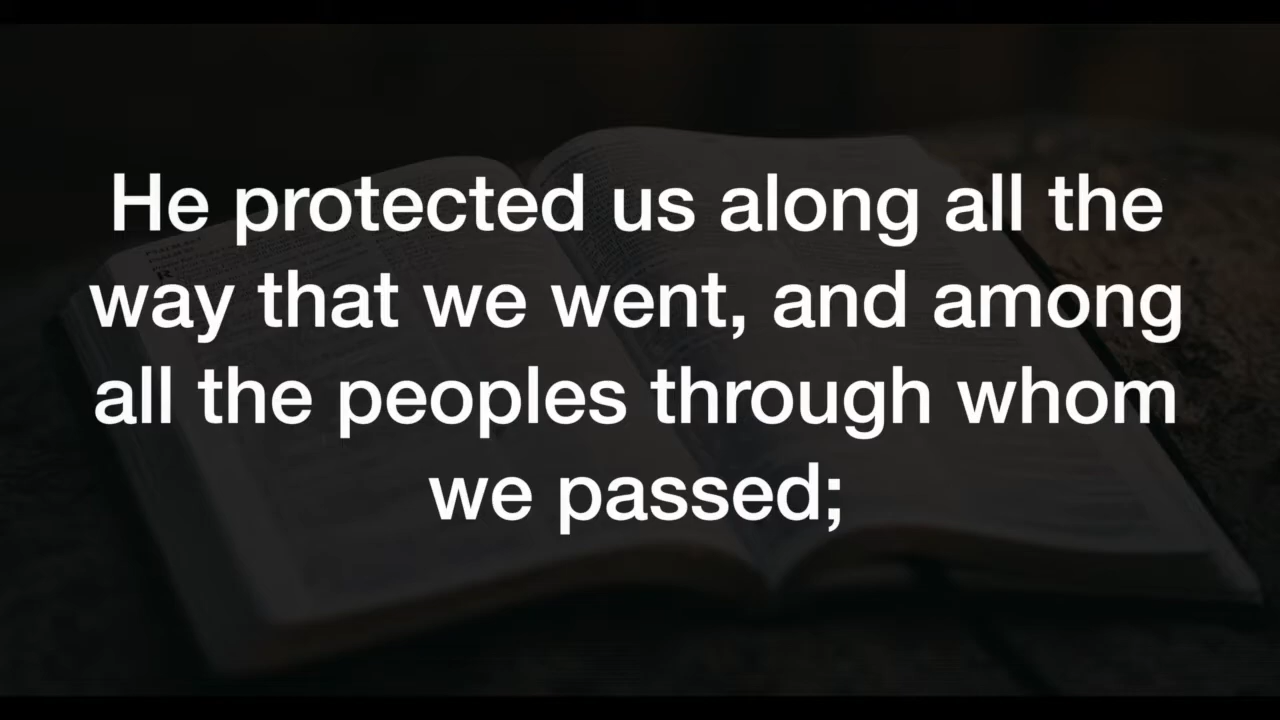 He protected us along all the
way that we went, and among
all the peoples through whom
we passed;